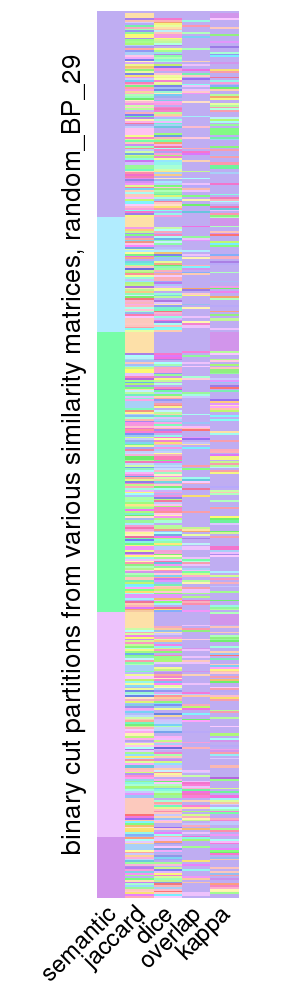 binary cut partitions from various similarity matrices, random_BP_29
semantic
jaccard
dice
overlap
kappa